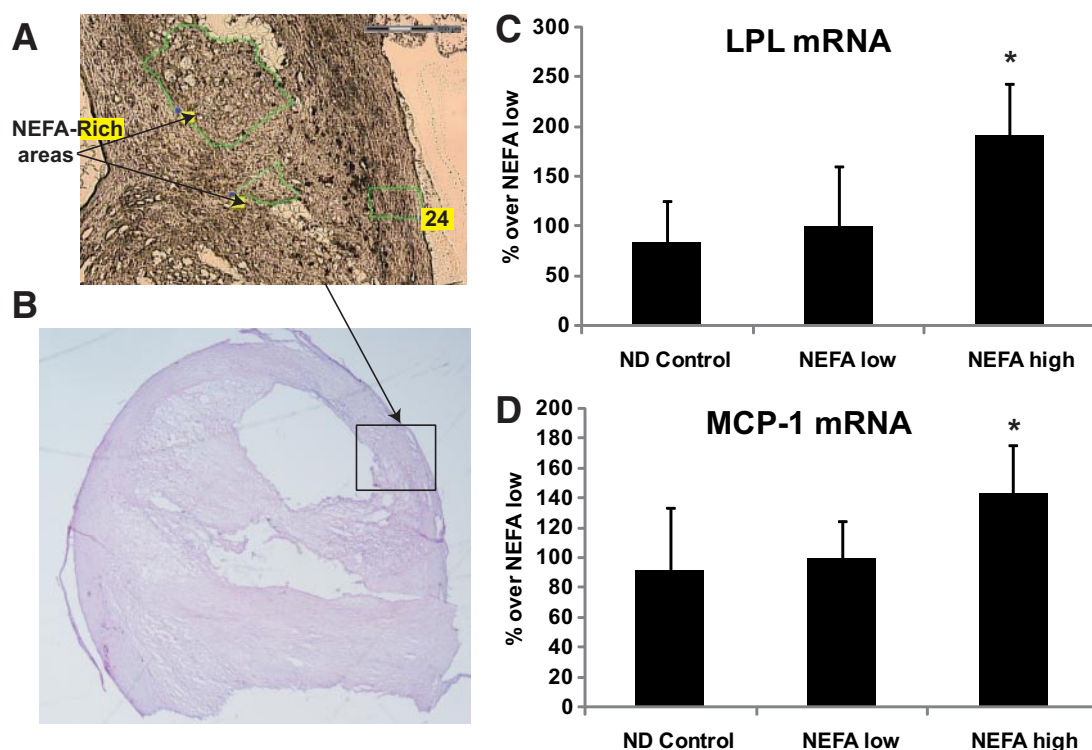 A
NEFA-Rich
areas
24
B
C
LPL mRNA
% over NEFA low
300
250
200
150
100
50
0
*
ND Control NEFA low NEFA high
D
MCP-1 mRNA
% over NEFA low
200
180
160
140
120
100
80
60
40
20
0
*
ND Control NEFA low NEFA high